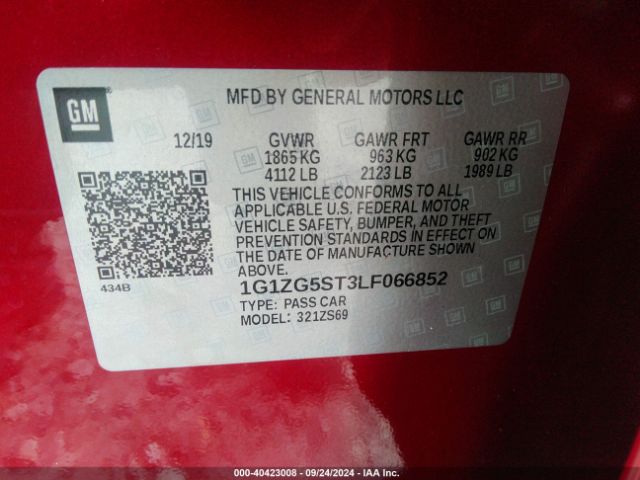 GM
MFD BY GENERAL MOTORS LLC
12/19 GVWR GAWR FRT GAWR RR
1865 KG 963 KG 902 KG
4112 LB 2123 LB 1989 LB
THIS VEHICLE CONFORMS TO ALL
APPLICABLE U.S. FEDERAL MOTOR
VEHICLE SAFETY, BUMPER, AND THEFT
PREVENTION STANDARDS IN EFFECT ON
THE DATE OF MANUFACTURE SHOWN
ABOVE.
434B
1G1ZG5ST3LF066852
TYPE: PASS CAR
MODEL: 321ZS69
000-40423008 - 09/24/2024 - IAA Inc.